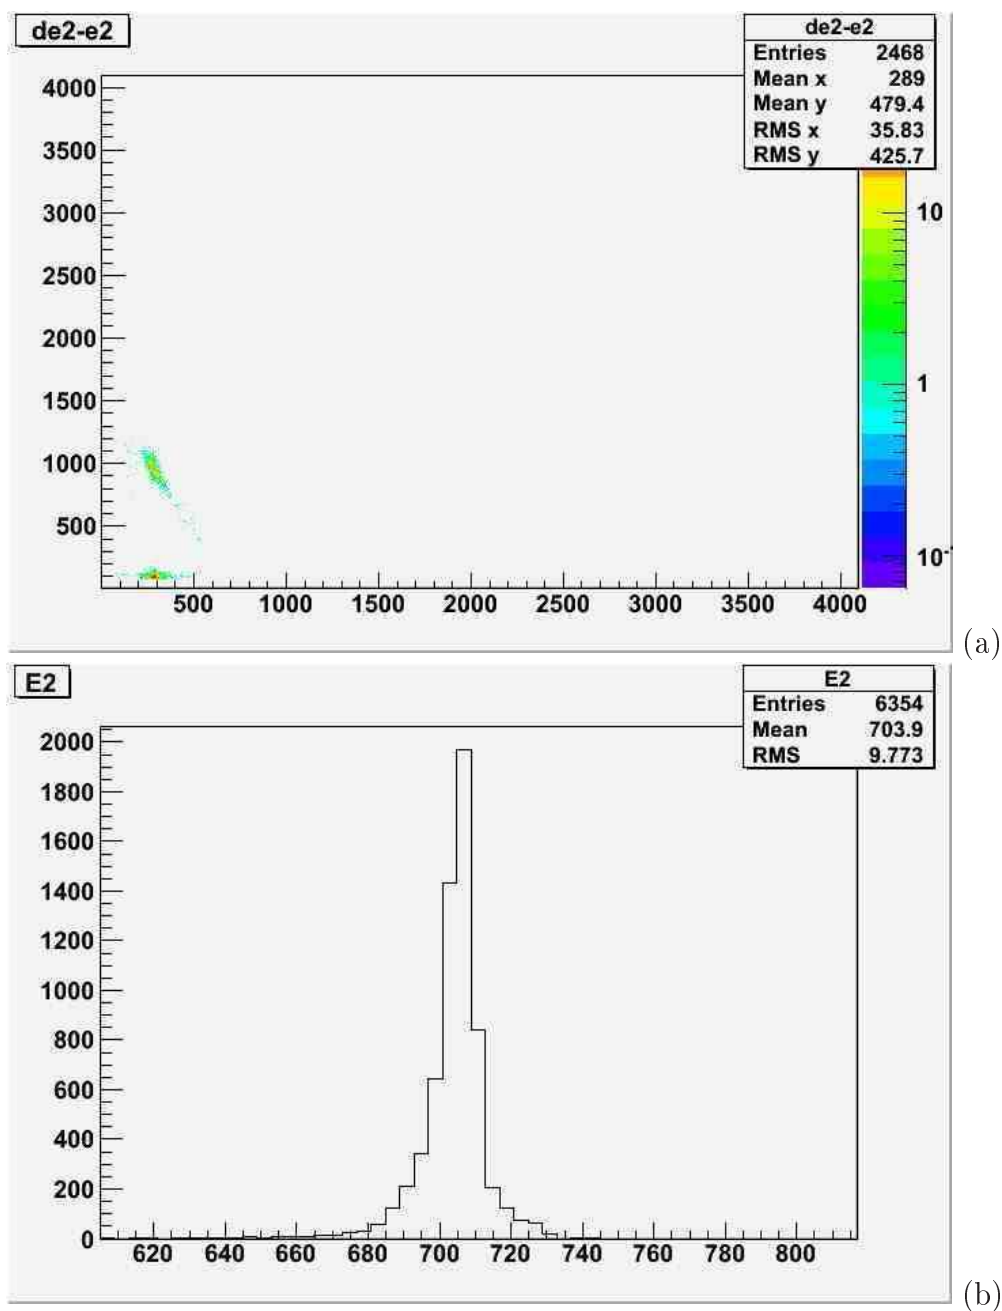 de2-e2
de2-e2
Entries 2468
Mean x 289
Mean y 479.4
RMS x 35.83
RMS y 425.7
4000
3500
3000
2500
2000
1500
1000
500
10
1
10⁻
500 1000 1500 2000 2500 3000 3500 4000
(a)
E2
E2
Entries 6354
Mean 703.9
RMS 9.773
2000
1800
1600
1400
1200
1000
800
600
400
200
0
620 640 660 680 700 720 740 760 780 800
(b)